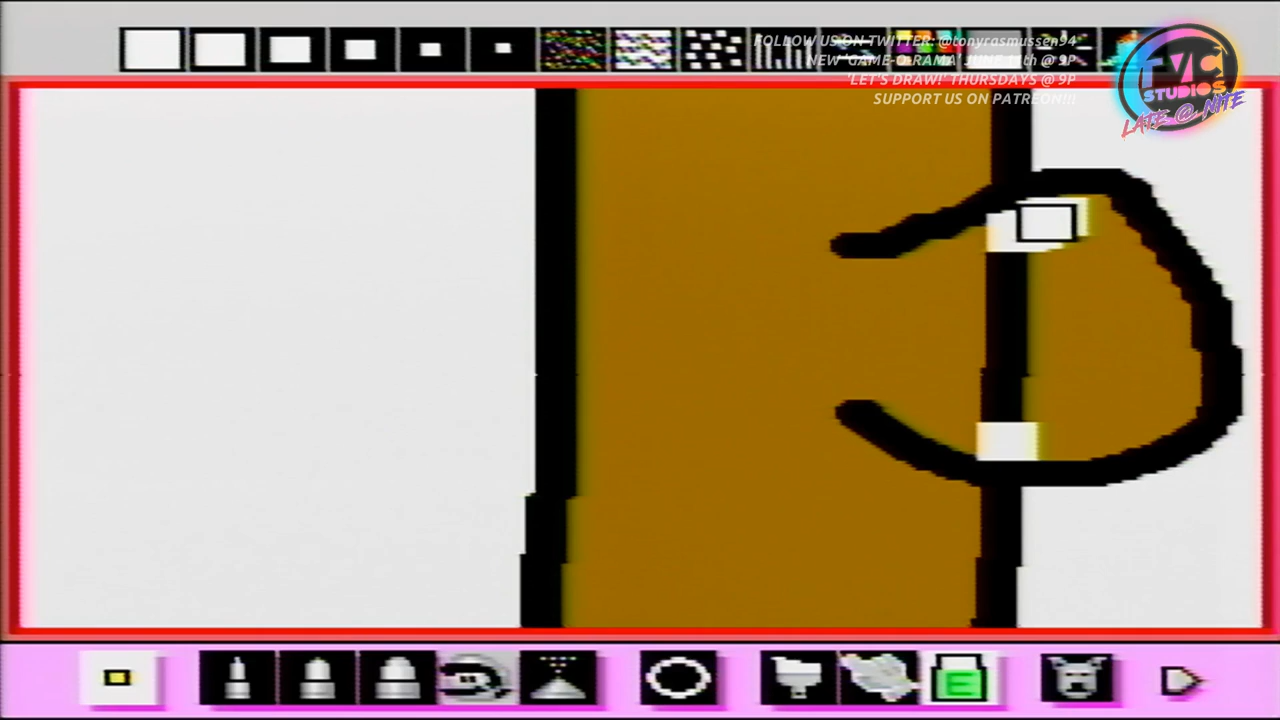 FOLLOW US ON TWITTER: @tonyrasmussen94
NEW 'GAME-O-RAMA' JUNE 11th @ 9P
'LET'S DRAW!' THURSDAYS @ 9P
SUPPORT US ON PATREON!!!
TVC
STUDIOS
LATE @ NITE
E